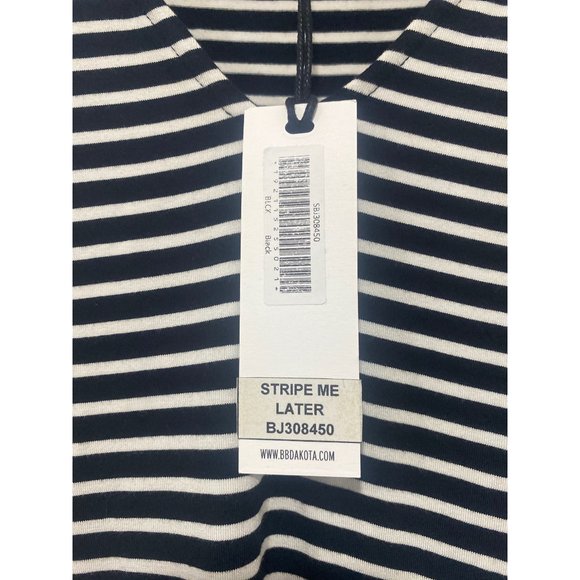 SBJ308450
BLCK Black
STRIPE ME
LATER
BJ308450
WWW.BBDAKOTA.COM